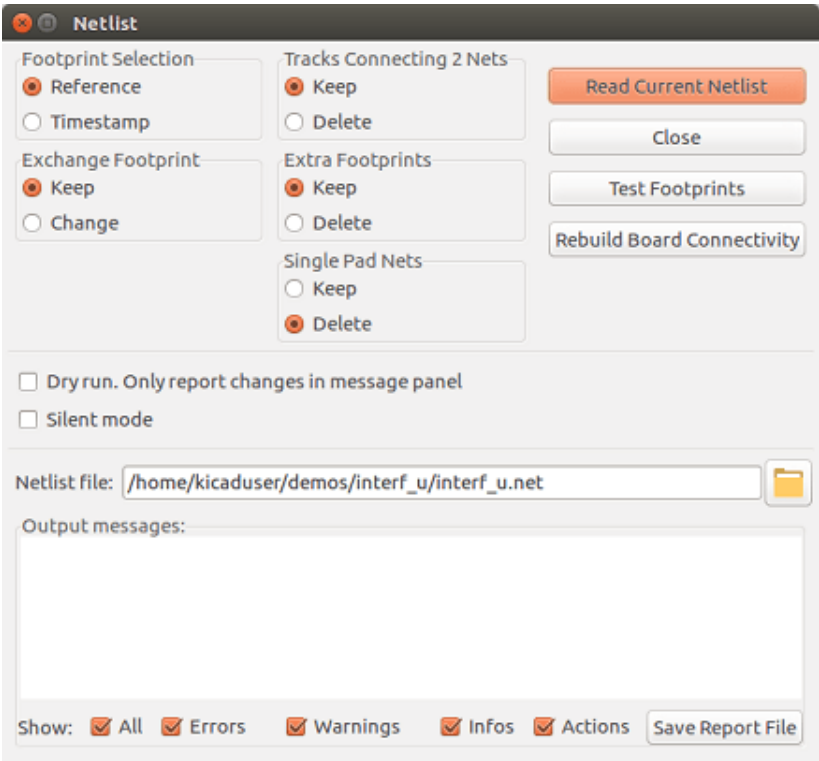 Netlist
Footprint Selection
Reference
Timestamp
Exchange Footprint
Keep
Change
Tracks Connecting 2 Nets
Keep
Delete
Extra Footprints
Keep
Delete
Single Pad Nets
Keep
Delete
Read Current Netlist
Close
Test Footprints
Rebuild Board Connectivity
Dry run. Only report changes in message panel
Silent mode
Netlist file: /home/kicaduser/demos/interf_u/interf_u.net
Output messages:
Show: All Errors Warnings Infos Actions Save Report File